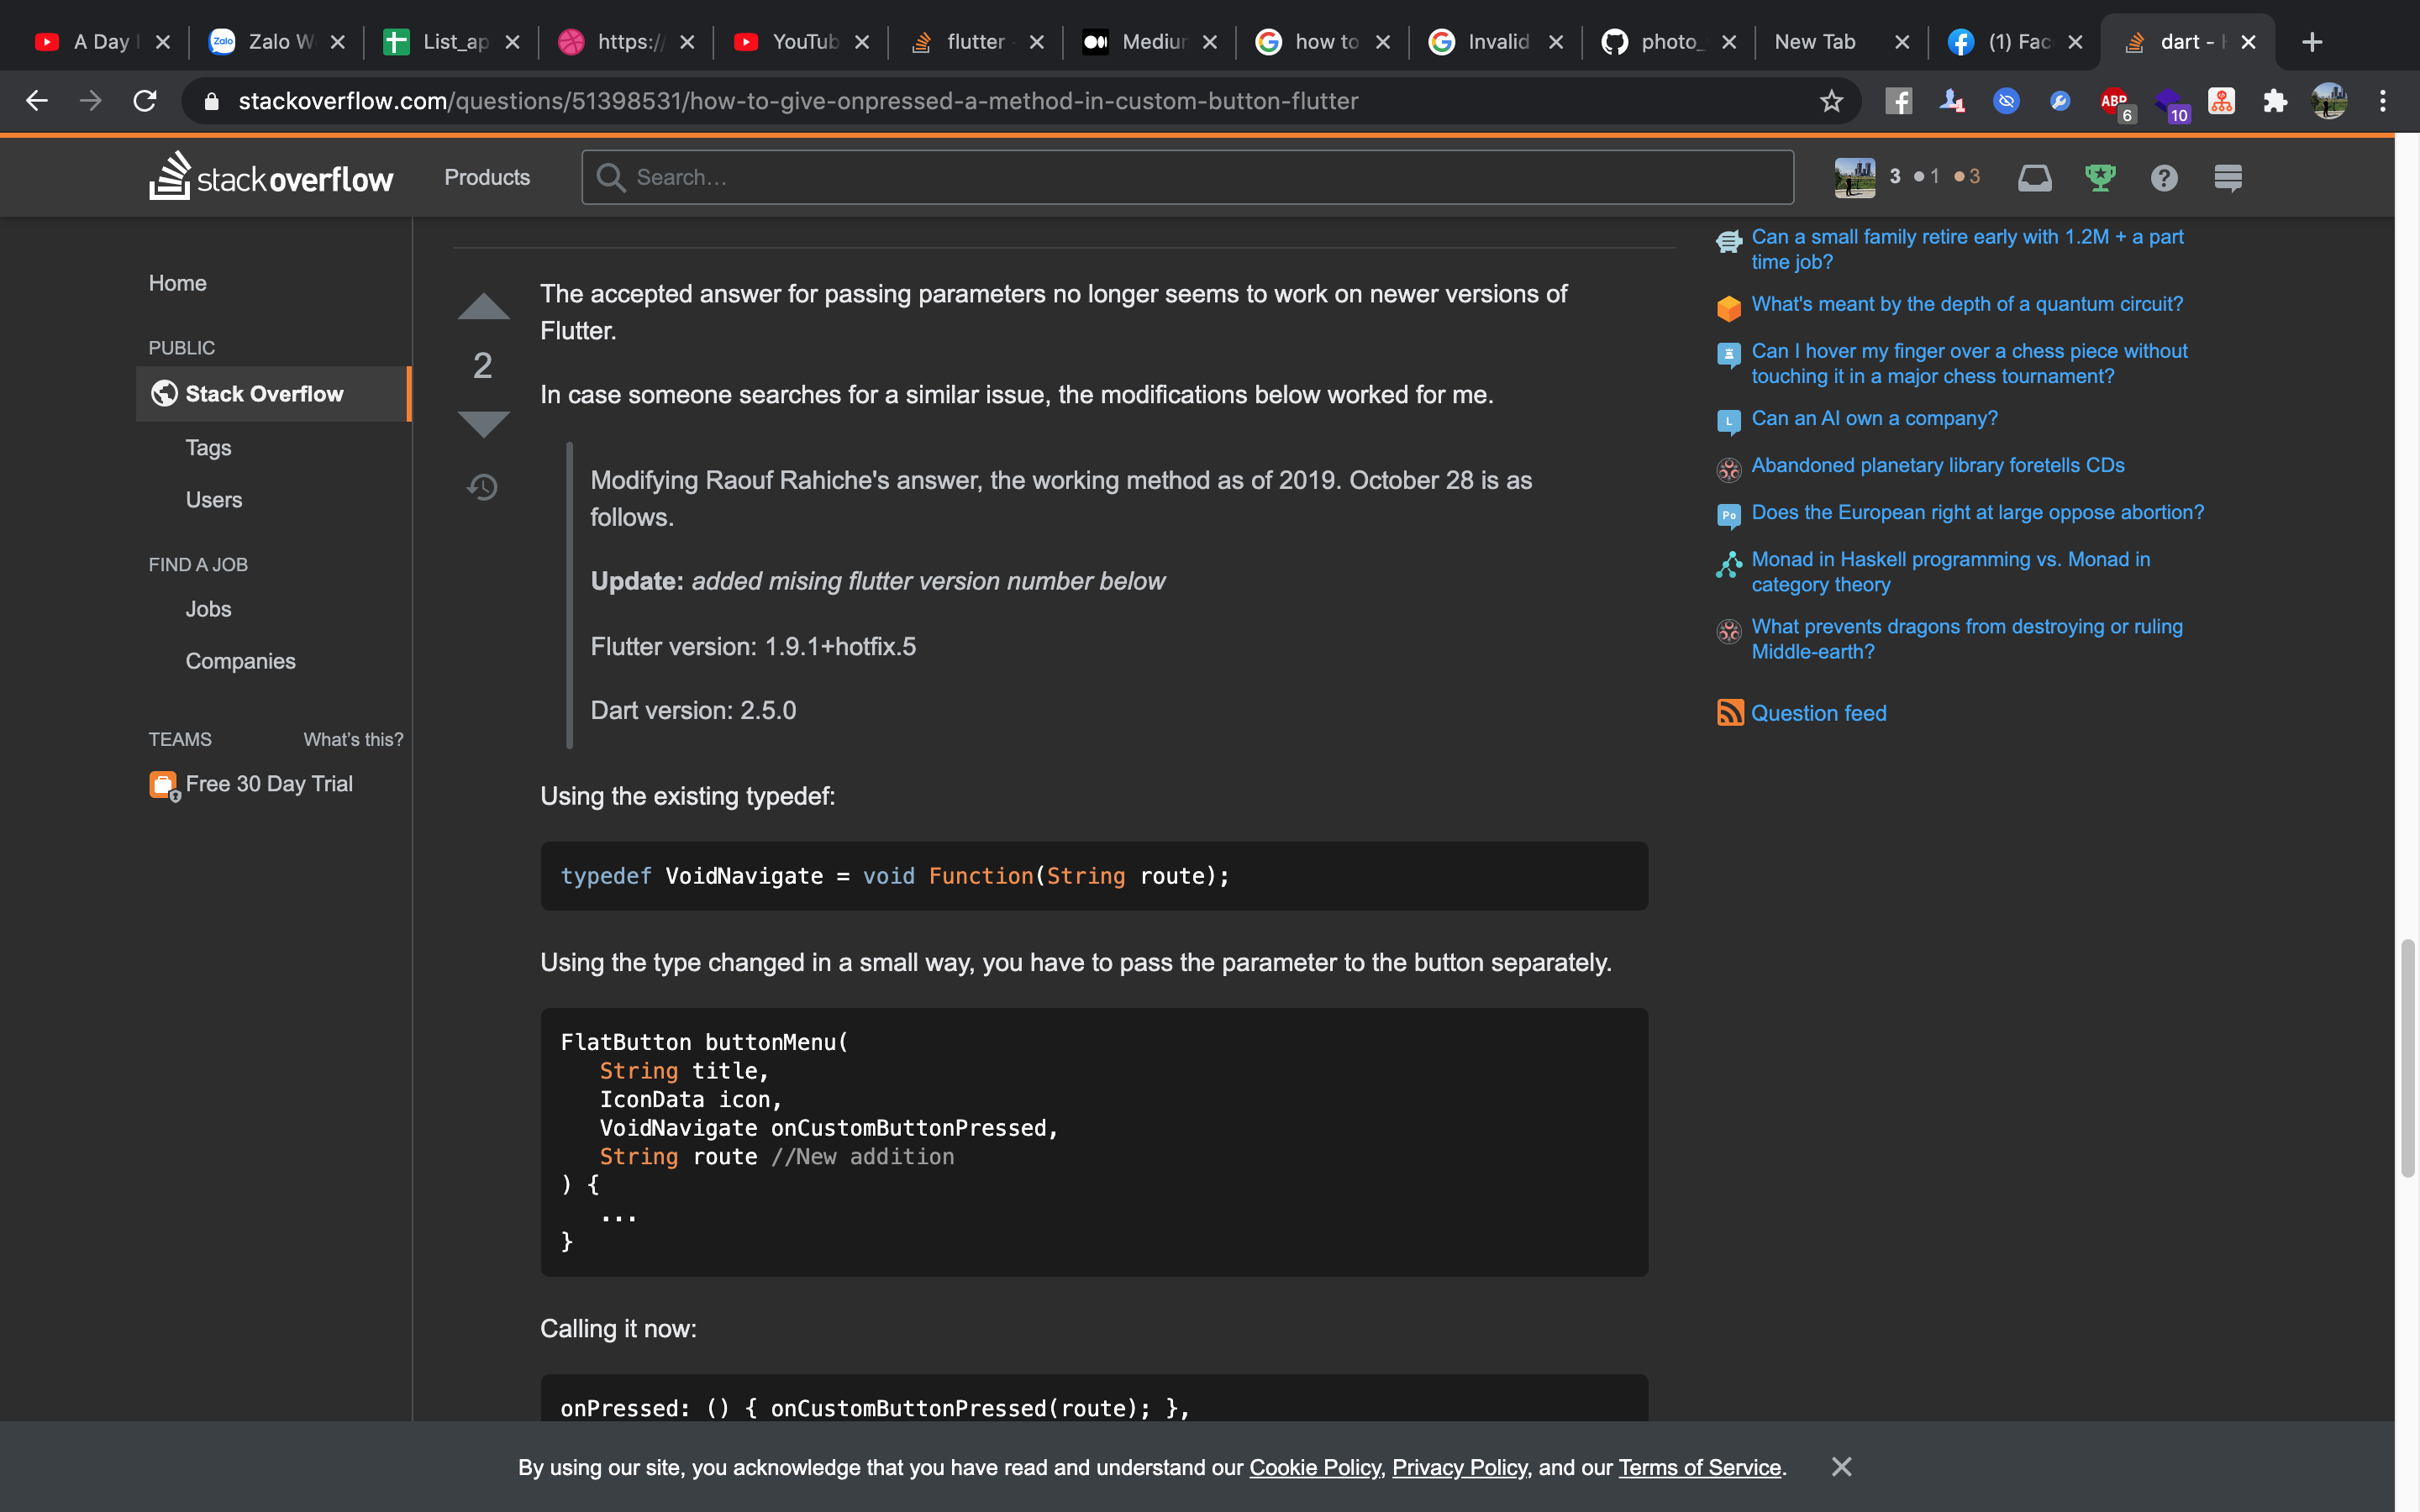 A Day
Zalo W
List_ap
https://
YouTub
flutter
Mediur
how to
Invalid
photo_
New Tab
(1) Fac
dart -
stackoverflow.com/questions/51398531/how-to-give-onpressed-a-method-in-custom-button-flutter
ABP
6
10
stackoverflow
Products
Search…
3 1 3
Home
PUBLIC
Stack Overflow
Tags
Users
FIND A JOB
Jobs
Companies
TEAMS What's this?
Free 30 Day Trial
2
The accepted answer for passing parameters no longer seems to work on newer versions of
Flutter.
In case someone searches for a similar issue, the modifications below worked for me.
Modifying Raouf Rahiche's answer, the working method as of 2019. October 28 is as
follows.
Update: added mising flutter version number below
Flutter version: 1.9.1+hotfix.5
Dart version: 2.5.0
Using the existing typedef:
typedef VoidNavigate = void Function(String route);
Using the type changed in a small way, you have to pass the parameter to the button separately.
FlatButton buttonMenu(
String title,
IconData icon,
VoidNavigate onCustomButtonPressed,
String route //New addition
) {
...
}
Calling it now:
onPressed: () { onCustomButtonPressed(route); },
Can a small family retire early with 1.2M + a part
time job?
What's meant by the depth of a quantum circuit?
Can I hover my finger over a chess piece without
touching it in a major chess tournament?
L
Can an AI own a company?
Abandoned planetary library foretells CDs
Po
Does the European right at large oppose abortion?
Monad in Haskell programming vs. Monad in
category theory
What prevents dragons from destroying or ruling
Middle-earth?
Question feed
By using our site, you acknowledge that you have read and understand our Cookie Policy, Privacy Policy, and our Terms of Service.